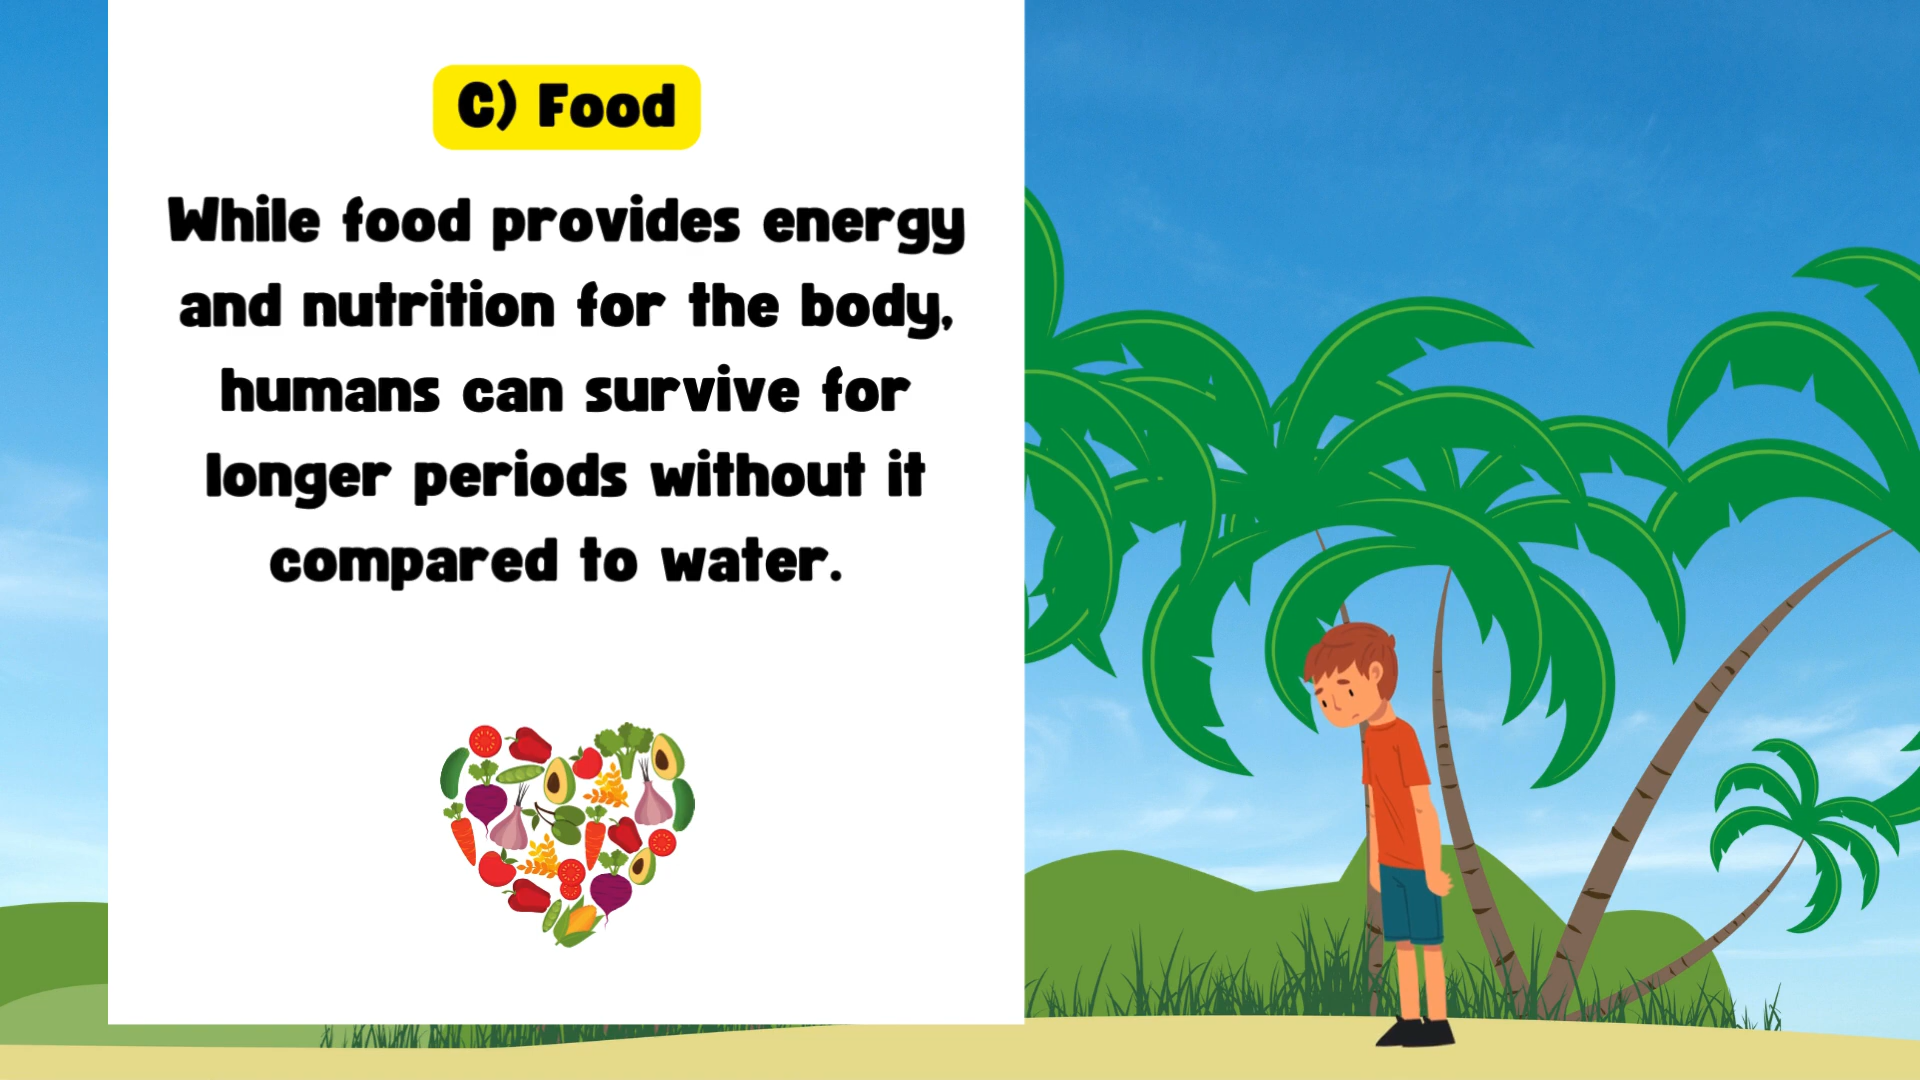 C) Food
While food provides energy
and nutrition for the body,
humans can survive for
longer periods without it
compared to water.